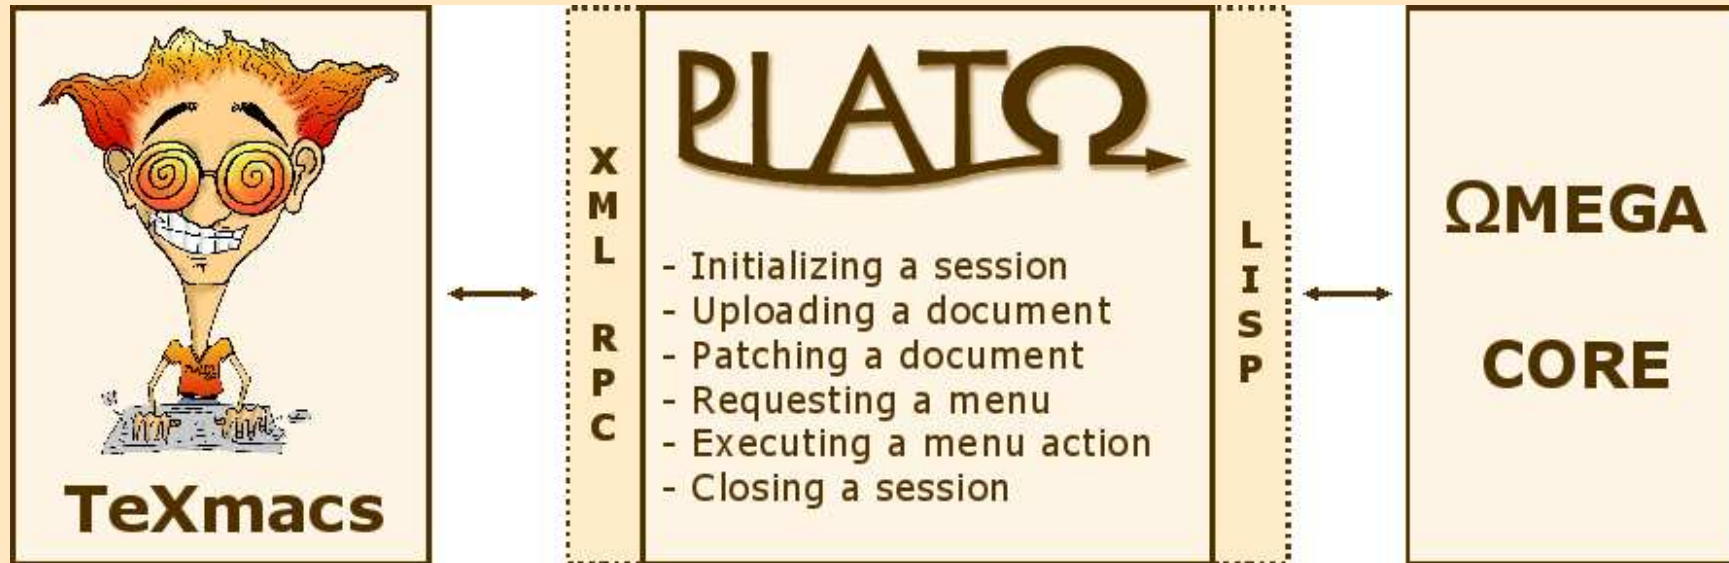 TeXmacs
XML RPC
PLATΩ
- Initializing a session
- Uploading a document
- Patching a document
- Requesting a menu
- Executing a menu action
- Closing a session
LISP
ΩMEGA
CORE